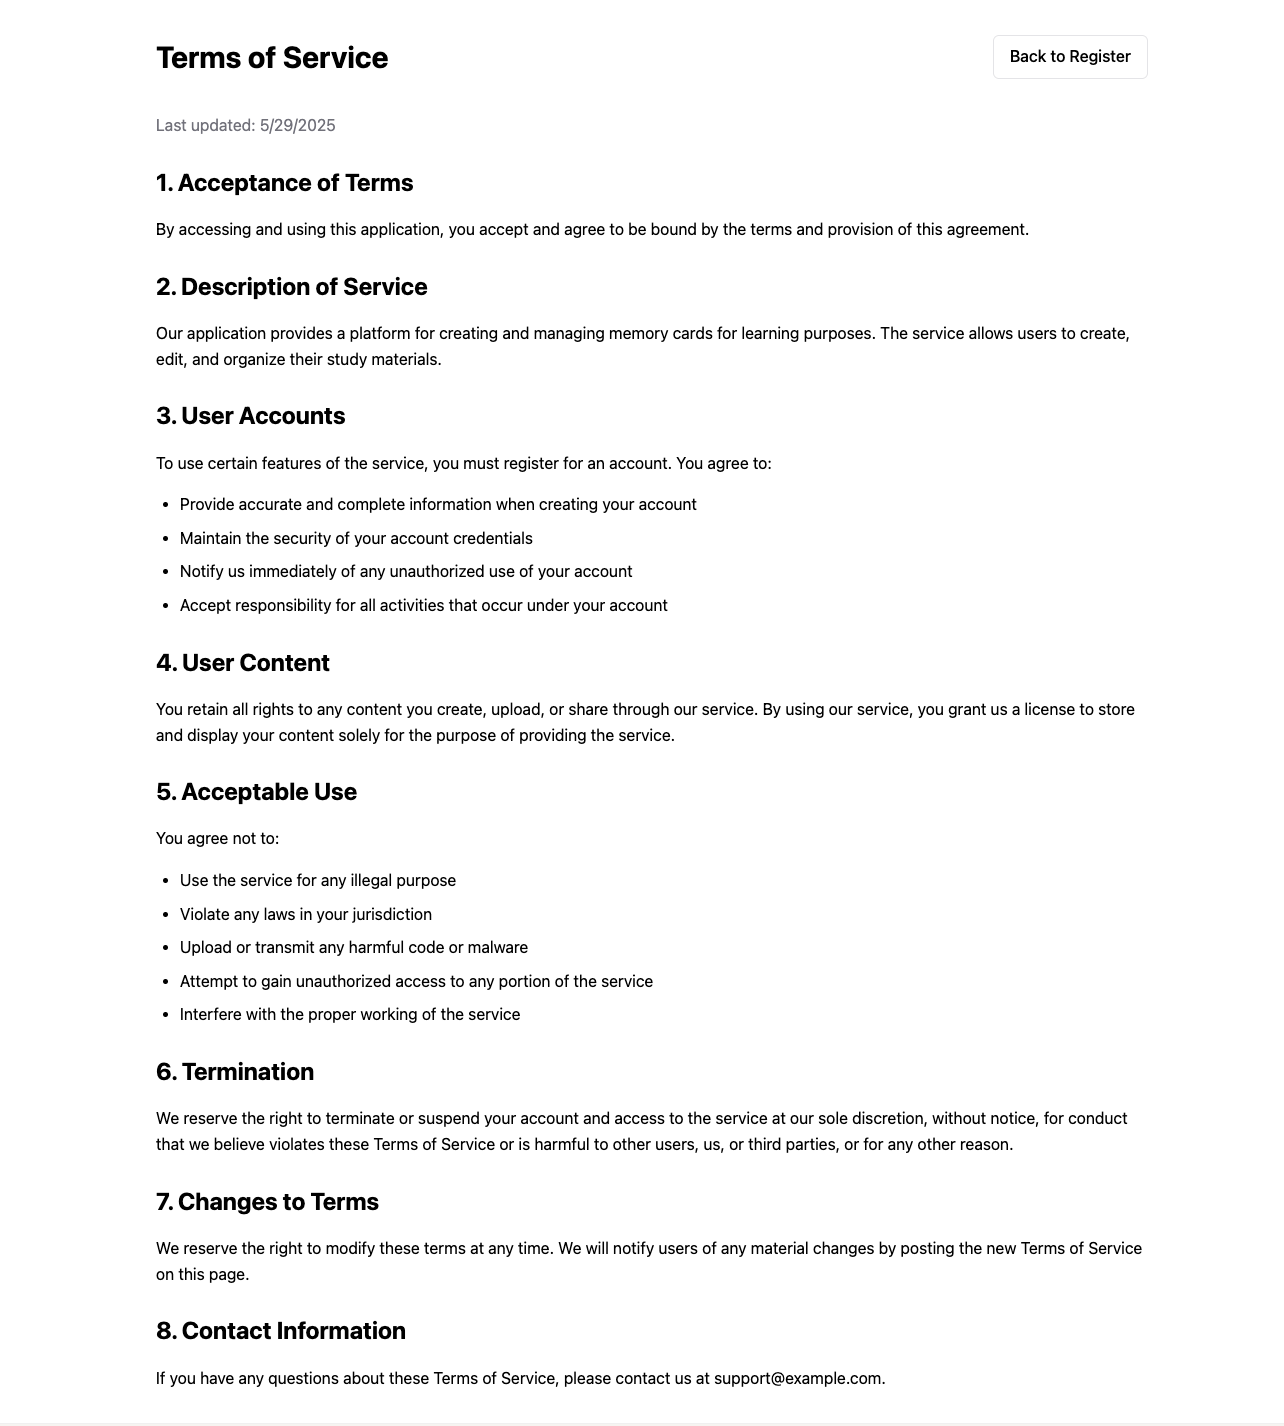 Terms of Service
Back to Register
Last updated: 5/29/2025
1. Acceptance of Terms
By accessing and using this application, you accept and agree to be bound by the terms and provision of this agreement.
2. Description of Service
Our application provides a platform for creating and managing memory cards for learning purposes. The service allows users to create,
edit, and organize their study materials.
3. User Accounts
To use certain features of the service, you must register for an account. You agree to:
• Provide accurate and complete information when creating your account
• Maintain the security of your account credentials
• Notify us immediately of any unauthorized use of your account
• Accept responsibility for all activities that occur under your account
4. User Content
You retain all rights to any content you create, upload, or share through our service. By using our service, you grant us a license to store
and display your content solely for the purpose of providing the service.
5. Acceptable Use
You agree not to:
• Use the service for any illegal purpose
• Violate any laws in your jurisdiction
• Upload or transmit any harmful code or malware
• Attempt to gain unauthorized access to any portion of the service
• Interfere with the proper working of the service
6. Termination
We reserve the right to terminate or suspend your account and access to the service at our sole discretion, without notice, for conduct
that we believe violates these Terms of Service or is harmful to other users, us, or third parties, or for any other reason.
7. Changes to Terms
We reserve the right to modify these terms at any time. We will notify users of any material changes by posting the new Terms of Service
on this page.
8. Contact Information
If you have any questions about these Terms of Service, please contact us at support@example.com.